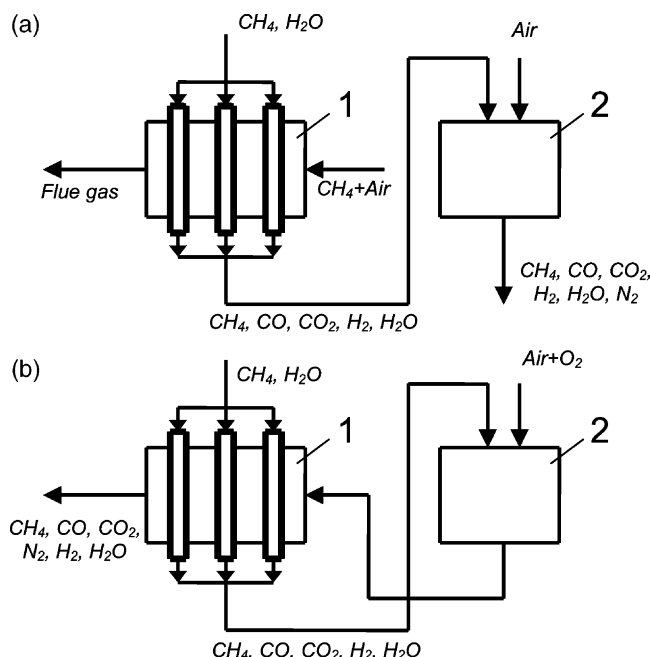 (a)
CH₄, H₂O
Air
1
2
Flue gas
CH₄+Air
CH₄, CO, CO₂,
H₂, H₂O, N₂
CH₄, CO, CO₂, H₂, H₂O
(b)
CH₄, H₂O
Air+O₂
1
2
CH₄, CO, CO₂,
N₂, H₂, H₂O
CH₄, CO, CO₂, H₂, H₂O